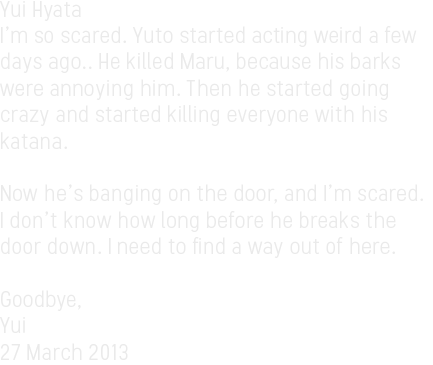 Yui Hyata
I'm so scared. Yuto started acting weird a few
days ago.. He killed Maru, because his barks
were annoying him. Then he started going
crazy and started killing everyone with his
katana.

Now he's banging on the door, and I'm scared.
I don't know how long before he breaks the
door down. I need to find a way out of here.

Goodbye,
Yui
27 March 2013